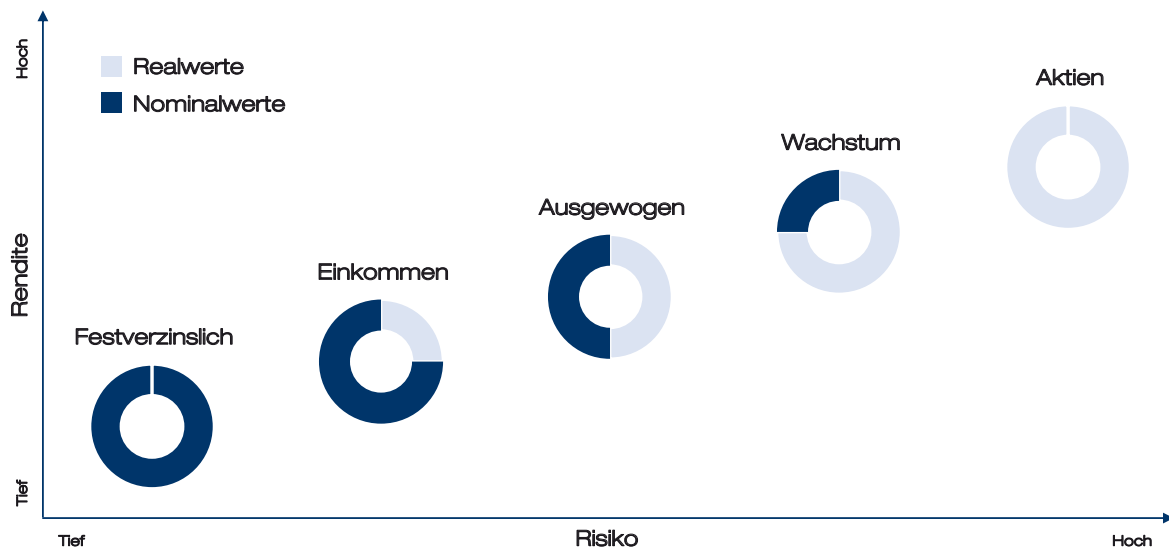 Hoch
Realwerte
Nominalwerte
Aktien
Wachstum
Ausgewogen
Einkommen
Festverzinslich
Rendite
Tief
Tief
Risiko
Hoch